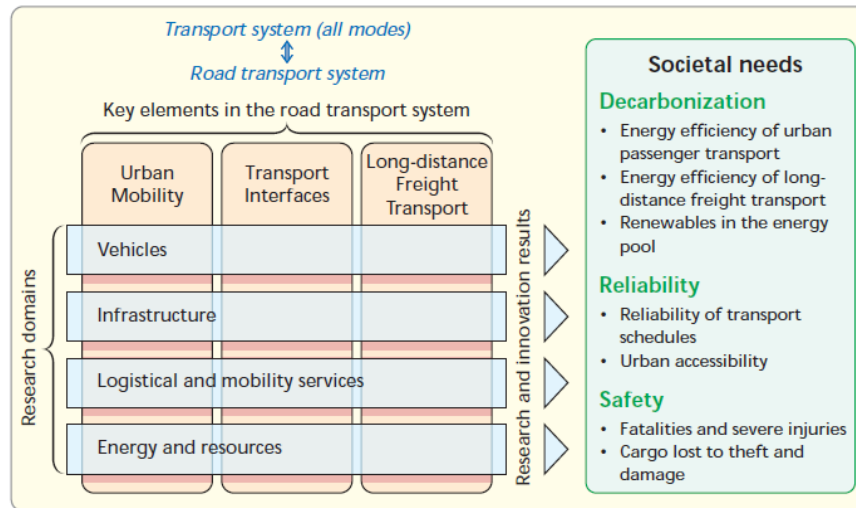 Transport system (all modes)
Road transport system
Key elements in the road transport system
Urban
Mobility
Transport
Interfaces
Long-distance
Freight
Transport
Research domains
Vehicles
Infrastructure
Logistical and mobility services
Energy and resources
Research and innovation results
Societal needs
Decarbonization
• Energy efficiency of urban
passenger transport
• Energy efficiency of long-
distance freight transport
• Renewables in the energy
pool
Reliability
• Reliability of transport
schedules
• Urban accessibility
Safety
• Fatalities and severe injuries
• Cargo lost to theft and
damage